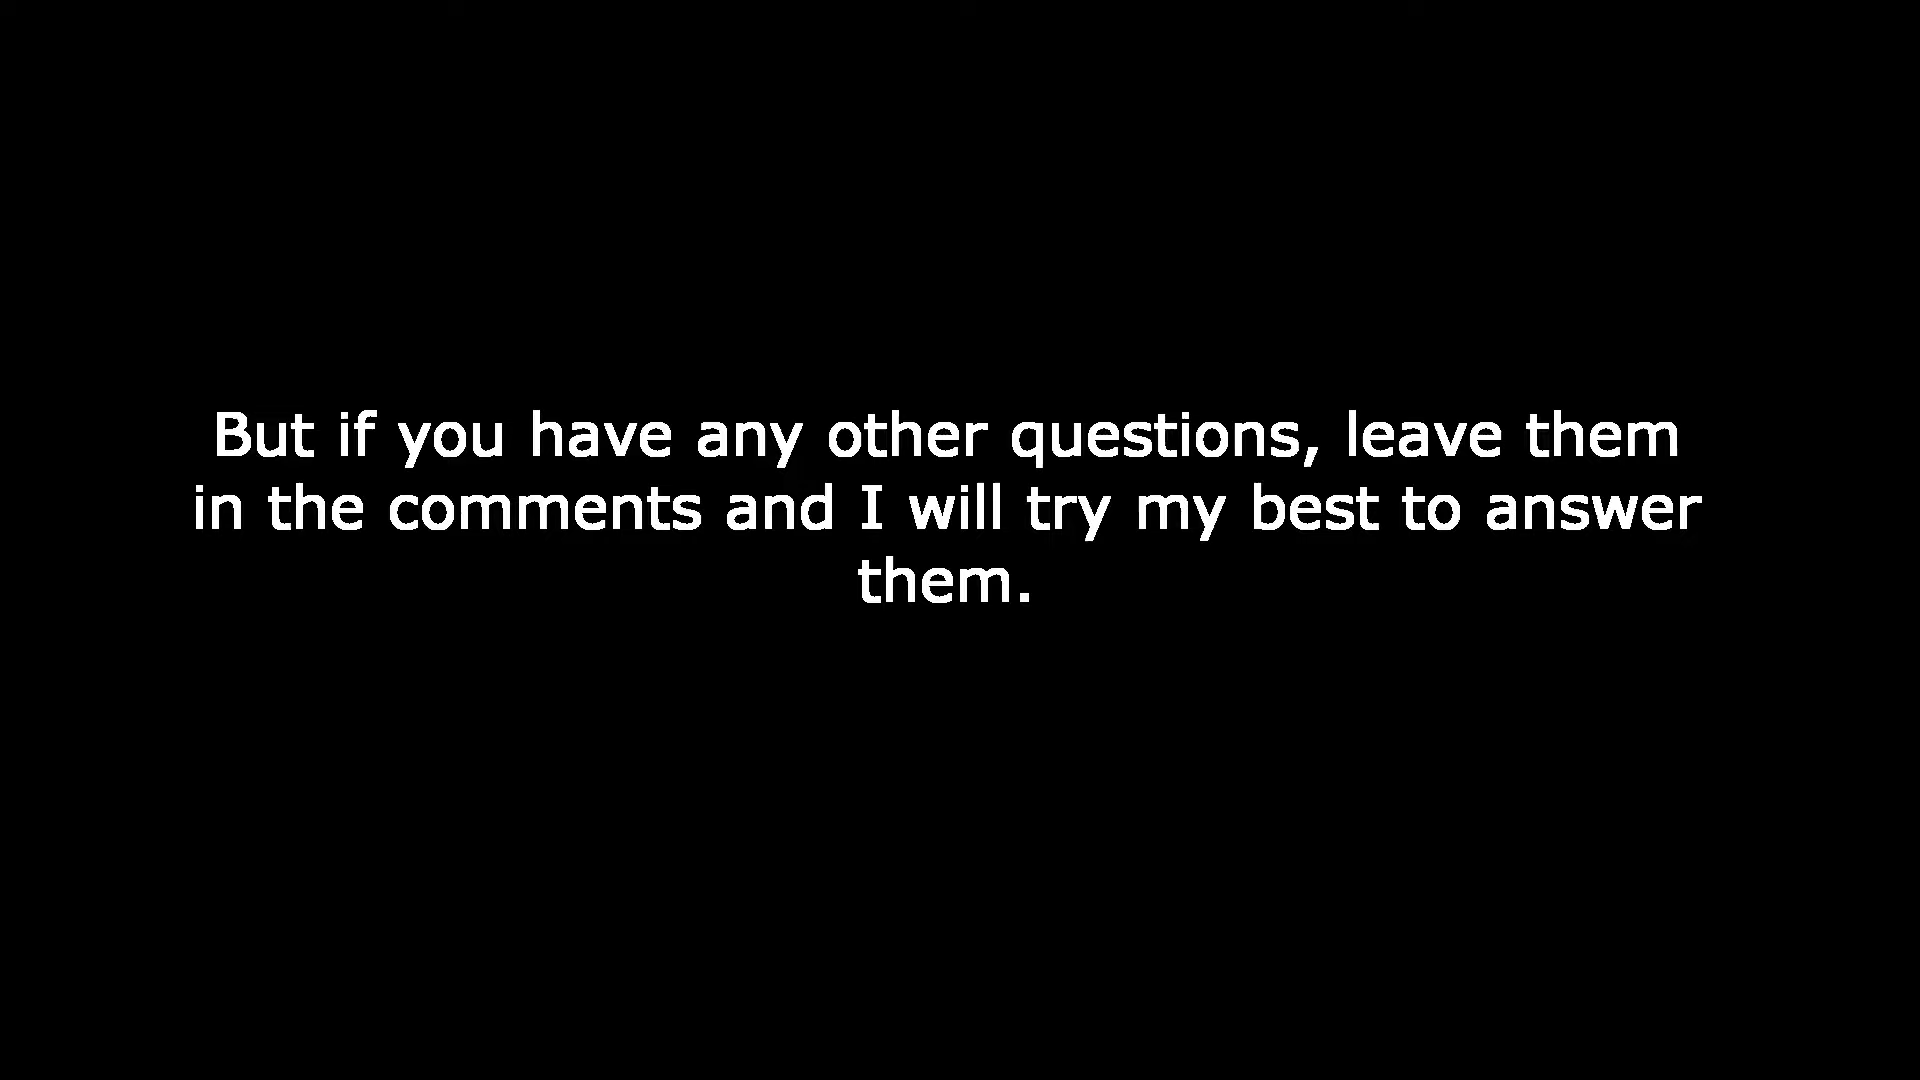 But if you have any other questions, leave them
in the comments and I will try my best to answer
them.